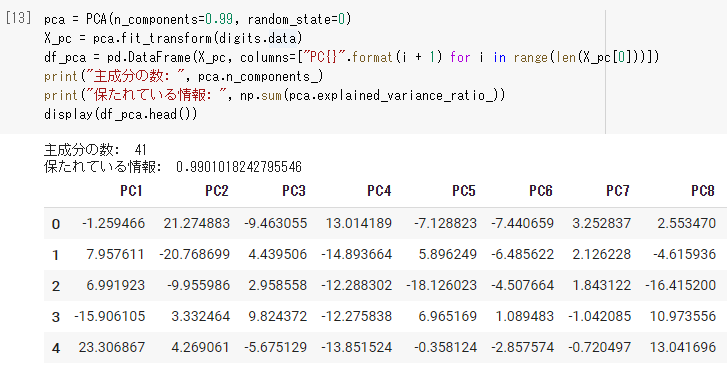 [13] pca = PCA(n_components=0.99, random_state=0)
X_pc = pca.fit_transform(digits.data)
df_pca = pd.DataFrame(X_pc, columns=["PC{}".format(i + 1) for i in range(len(X_pc[0]))])
print("主成分の数: ", pca.n_components_)
print("保たれている情報: ", np.sum(pca.explained_variance_ratio_))
display(df_pca.head())
主成分の数:  41
保たれている情報:  0.9901018242795546
PC1 PC2 PC3 PC4 PC5 PC6 PC7 PC8
0 -1.259466 21.274883 -9.463055 13.014189 -7.128823 -7.440659 3.252837 2.553470
1 7.957611 -20.768699 4.439506 -14.893664 5.896249 -6.485622 2.126228 -4.615936
2 6.991923 -9.955986 2.958558 -12.288302 -18.126023 -4.507664 1.843122 -16.415200
3 -15.906105 3.332464 9.824372 -12.275838 6.965169 1.089483 -1.042085 10.973556
4 23.306867 4.269061 -5.675129 -13.851524 -0.358124 -2.857574 -0.720497 13.041696